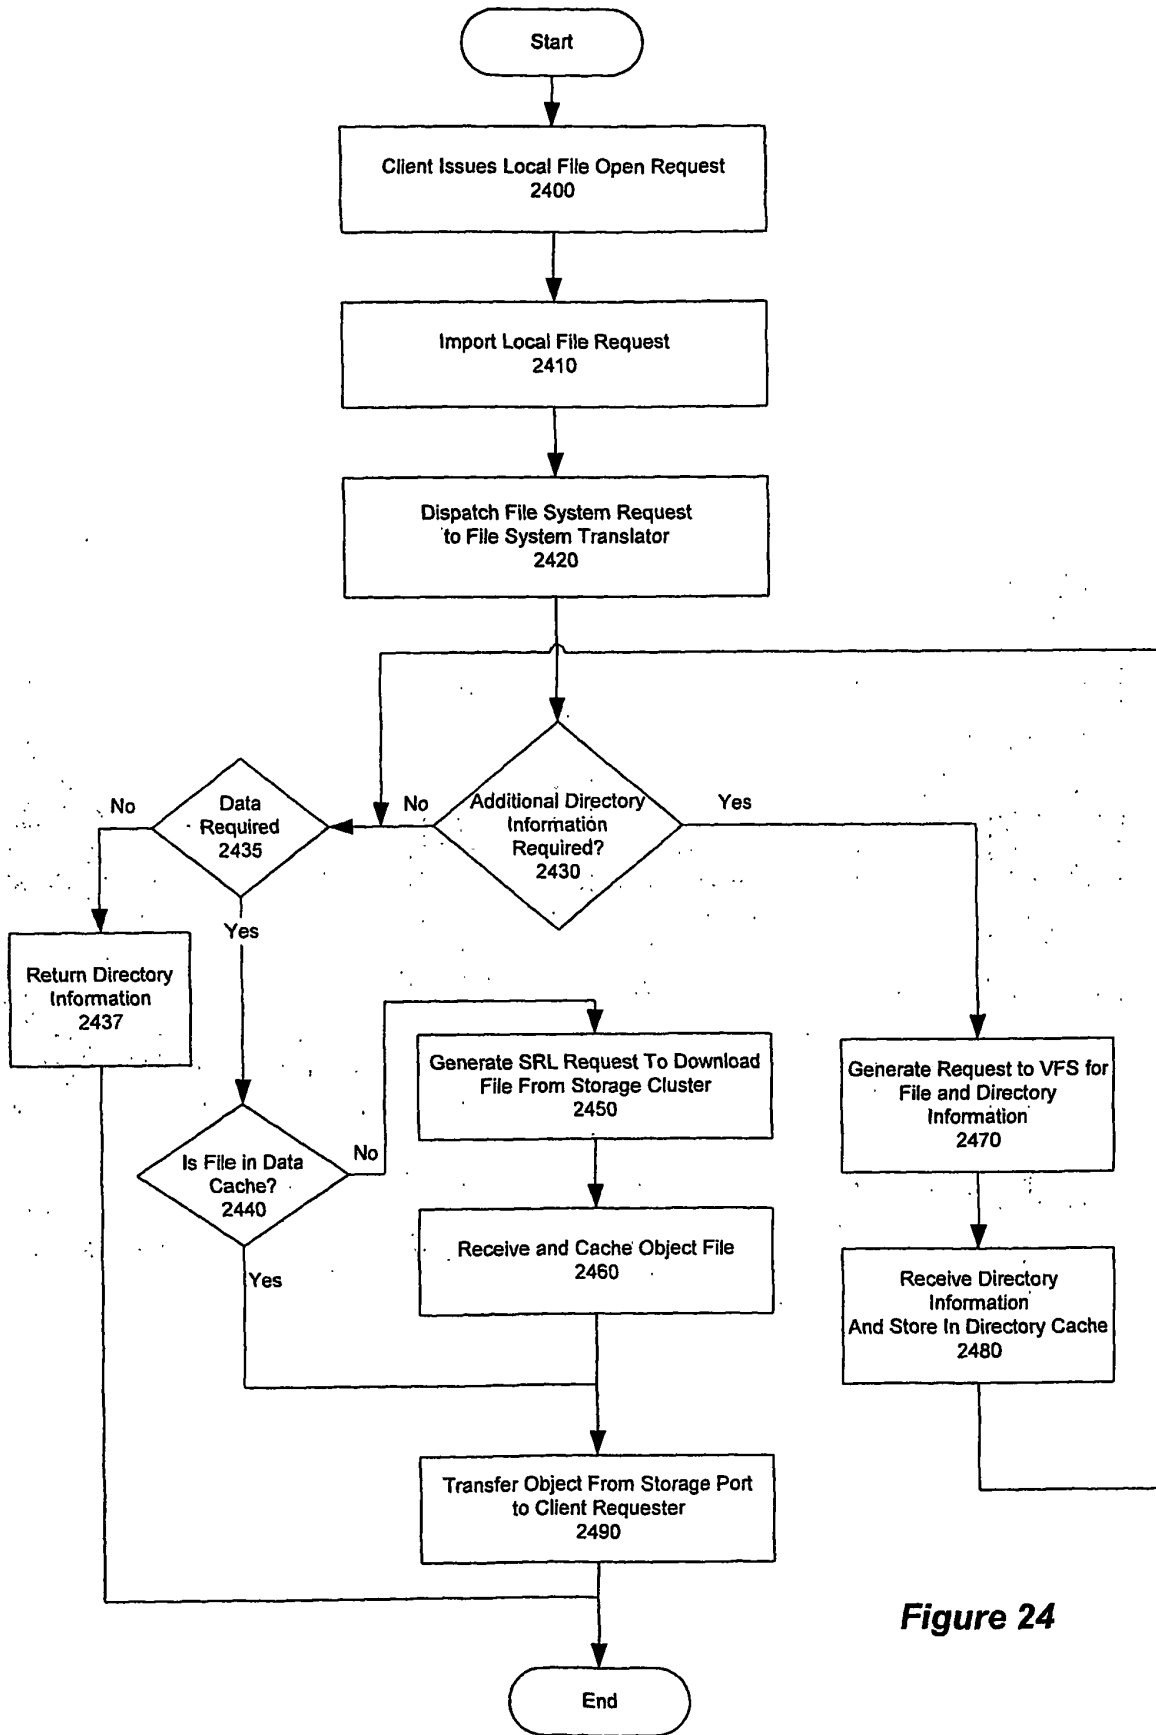 Start
Client Issues Local File Open Request
2400
Import Local File Request
2410
Dispatch File System Request
to File System Translator
2420
Additional Directory
Information
Required?
2430
No
Yes
Data
Required
2435
No
Yes
Return Directory
Information
2437
Is File in Data
Cache?
2440
No
Yes
Generate SRL Request To Download
File From Storage Cluster
2450
Receive and Cache Object File
2460
Generate Request to VFS for
File and Directory
Information
2470
Receive Directory
Information
And Store In Directory Cache
2480
Transfer Object From Storage Port
to Client Requester
2490
End
Figure 24